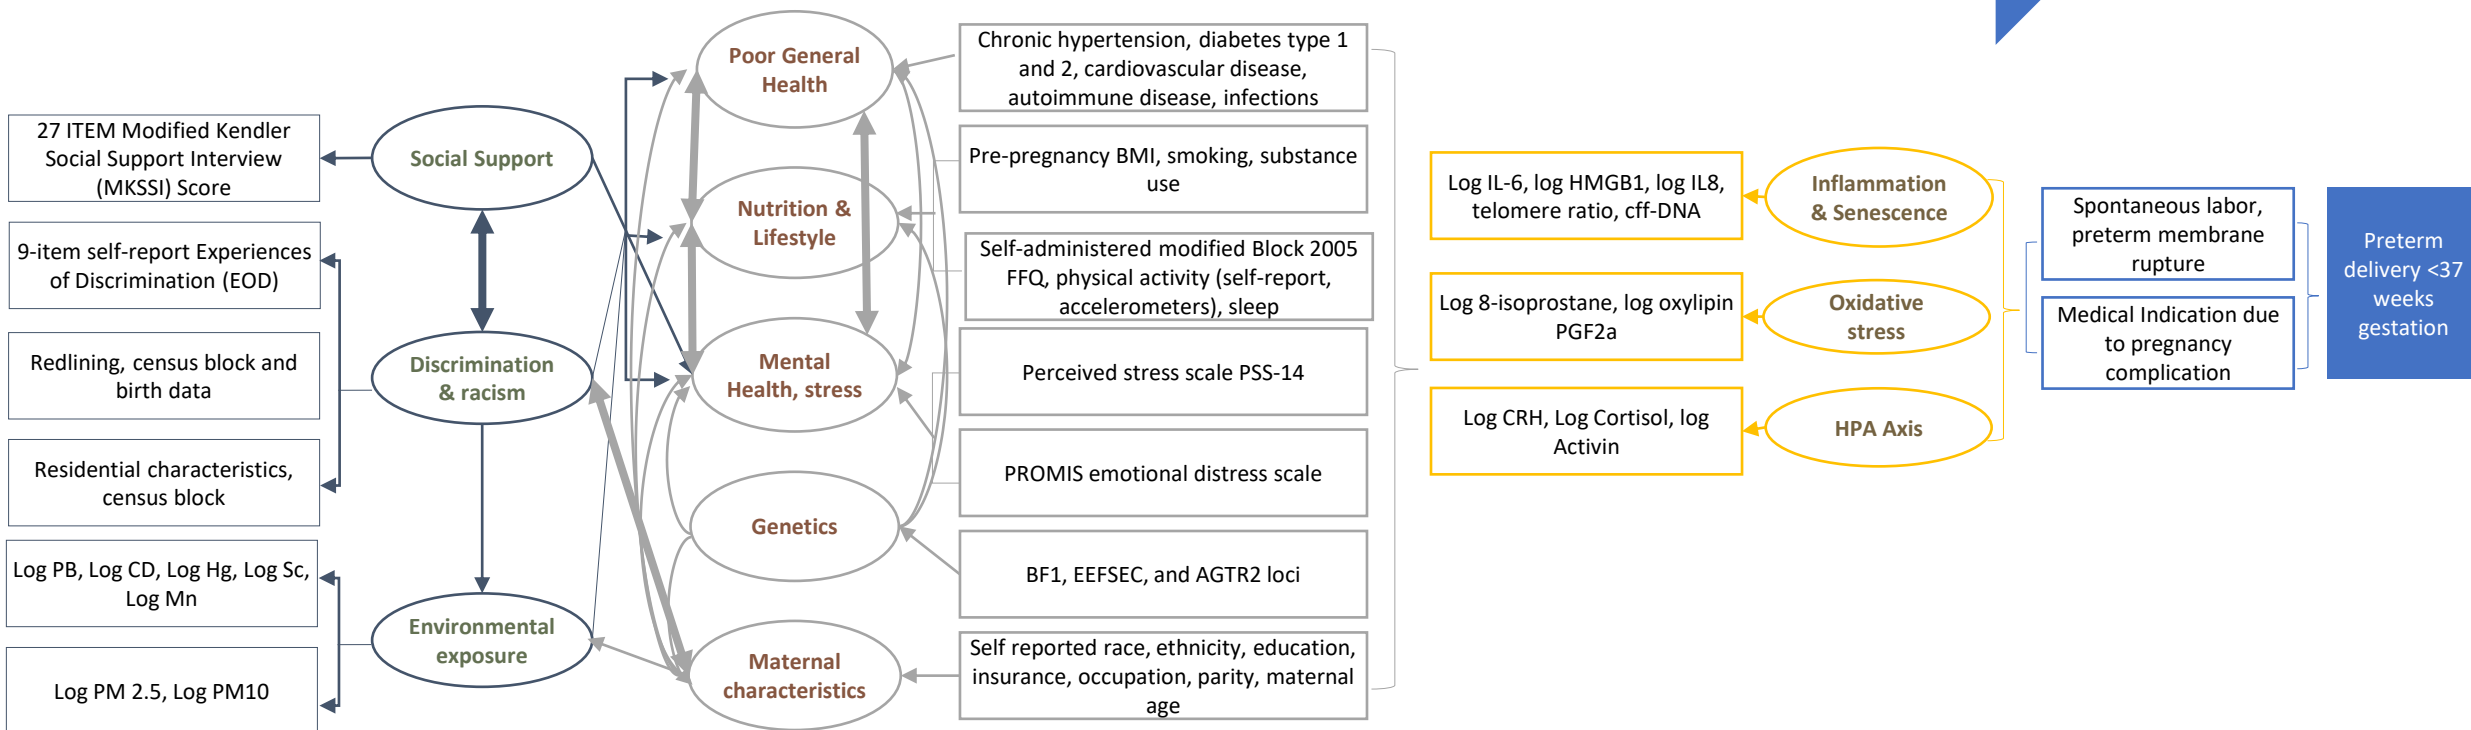 27 ITEM Modified Kendler
Social Support Interview
(MKSSI) Score
9-item self-report Experiences
of Discrimination (EOD)
Redlining, census block and
birth data
Residential characteristics,
census block
Log PB, Log CD, Log Hg, Log Sc,
Log Mn
Log PM 2.5, Log PM10
Social Support
Discrimination
& racism
Environmental
exposure
Poor General
Health
Nutrition &
Lifestyle
Mental
Health, stress
Genetics
Maternal
characteristics
Chronic hypertension, diabetes type 1
and 2, cardiovascular disease,
autoimmune disease, infections
Pre-pregnancy BMI, smoking, substance
use
Self-administered modified Block 2005
FFQ, physical activity (self-report,
accelerometers), sleep
Perceived stress scale PSS-14
PROMIS emotional distress scale
BF1, EEFSEC, and AGTR2 loci
Self reported race, ethnicity, education,
insurance, occupation, parity, maternal
age
Log IL-6, log HMGB1, log IL8,
telomere ratio, cff-DNA
Log 8-isoprostane, log oxylipin
PGF2a
Log CRH, Log Cortisol, log
Activin
Inflammation
& Senescence
Oxidative
stress
HPA Axis
Spontaneous labor,
preterm membrane
rupture
Medical Indication due
to pregnancy
complication
Preterm
delivery <37
weeks
gestation